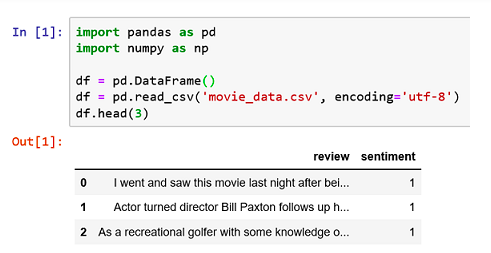 In [1]: import pandas as pd
import numpy as np
df = pd.DataFrame()
df = pd.read_csv('movie_data.csv', encoding='utf-8')
df.head(3)
Out[1]:
review sentiment
0 I went and saw this movie last night after bei... 1
1 Actor turned director Bill Paxton follows up h... 1
2 As a recreational golfer with some knowledge o... 1